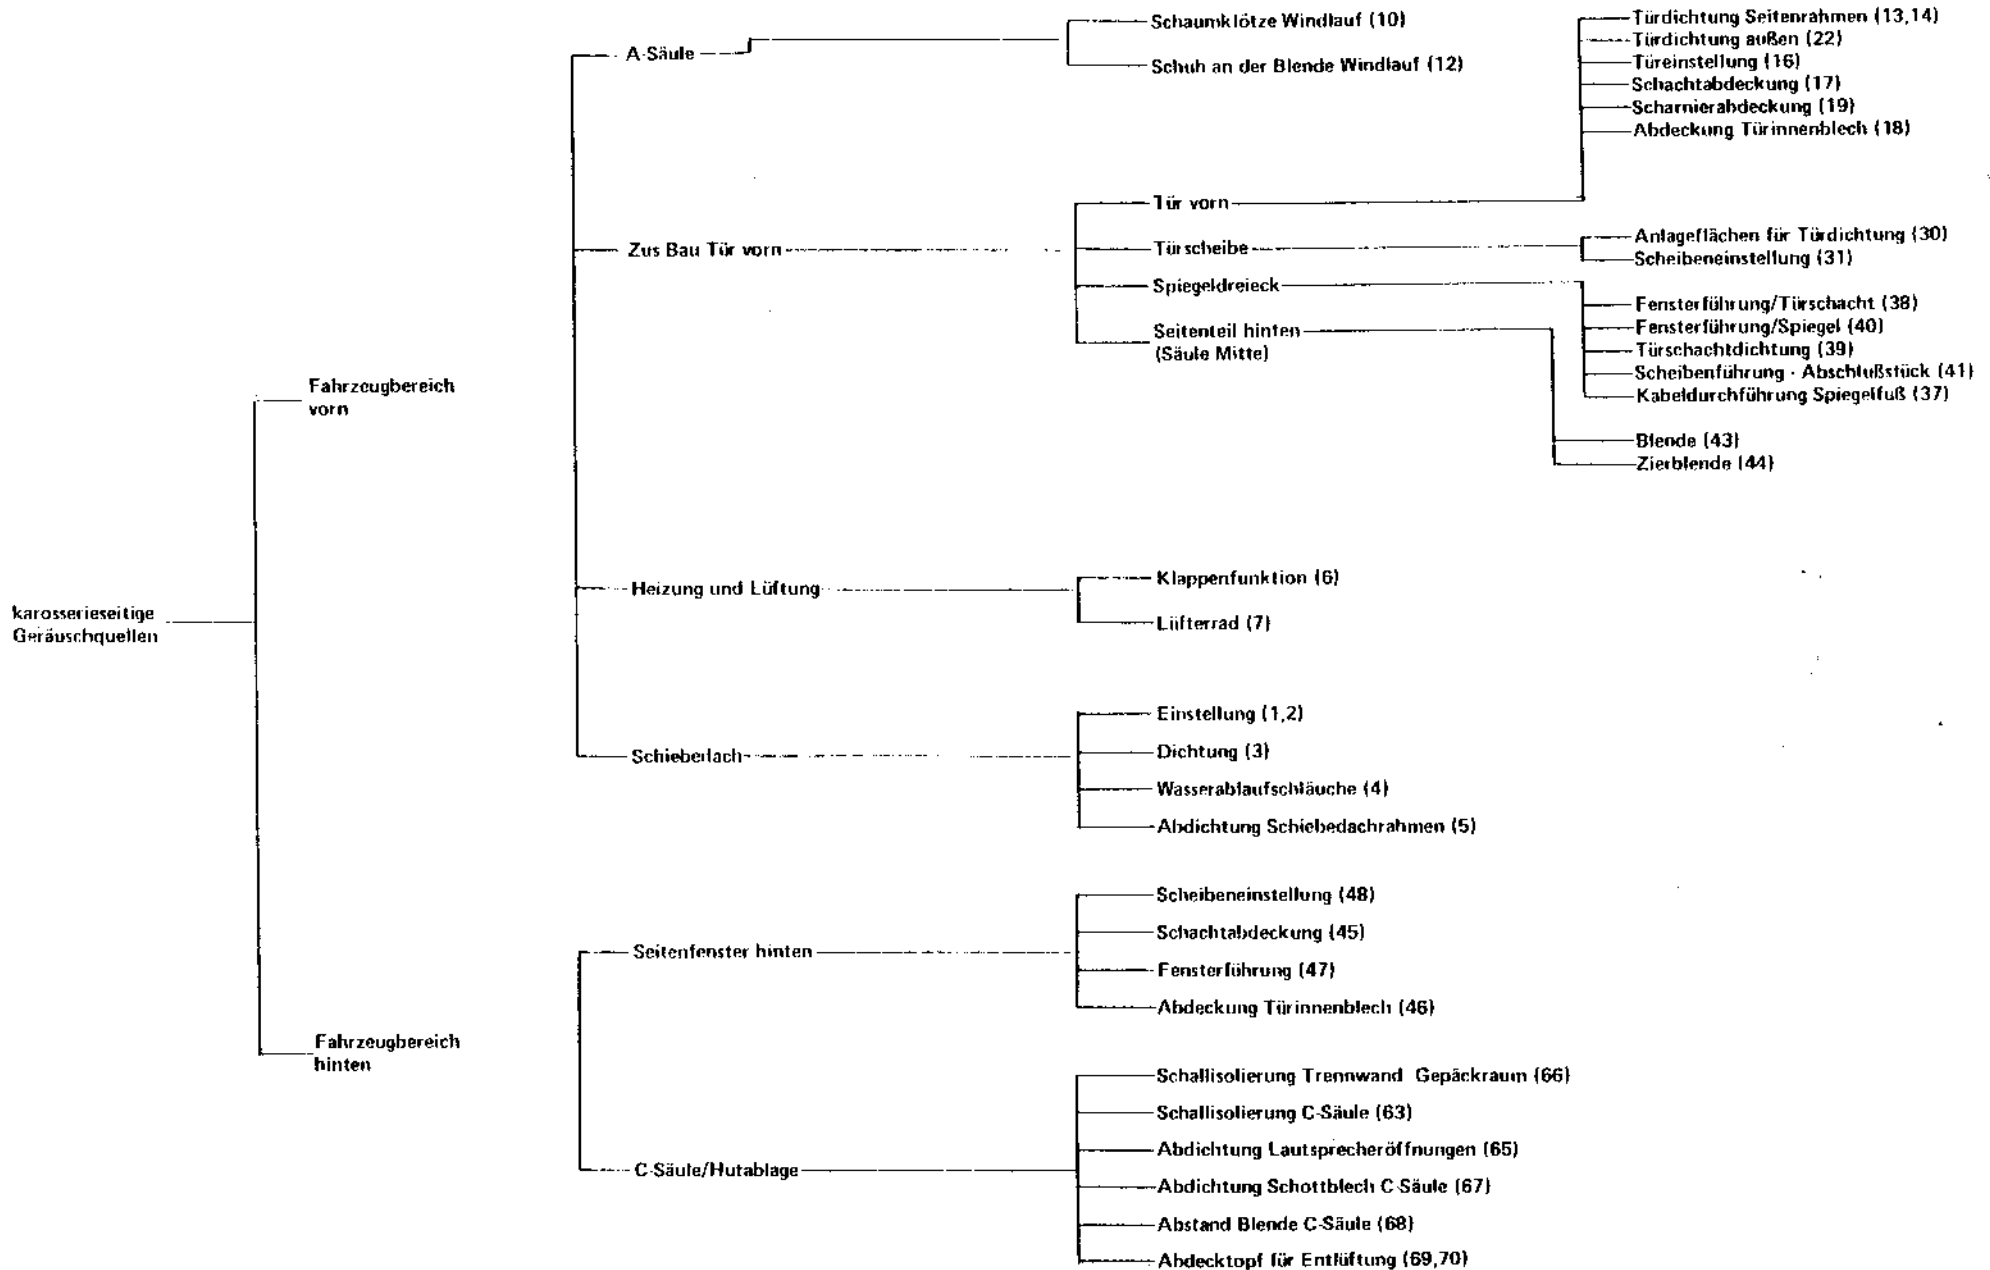 karosserieseitige
Geräuschquellen
Fahrzeugbereich
vorn
A-Säule
Schaumklötze Windlauf (10)
Schuh an der Blende Windlauf (12)
Zus Bau Tür vorn
Tür vorn
Türdichtung Seitenrahmen (13,14)
Türdichtung außen (22)
Türeinstellung (16)
Schachtabdeckung (17)
Scharnierabdeckung (19)
Abdeckung Türinnenblech (18)
Türscheibe
Anlageflächen für Türdichtung (30)
Scheibeneinstellung (31)
Spiegeldreieck
Fensterführung/Türschacht (38)
Fensterführung/Spiegel (40)
Türschachtdichtung (39)
Scheibenführung - Abschlußstück (41)
Kabeldurchführung Spiegelfuß (37)
Seitenteil hinten
(Säule Mitte)
Blende (43)
Zierblende (44)
Heizung und Lüftung
Klappenfunktion (6)
Lüfterrad (7)
Schiebedach
Einstellung (1,2)
Dichtung (3)
Wasserablaufschläuche (4)
Abdichtung Schiebedachrahmen (5)
Fahrzeugbereich
hinten
Seitenfenster hinten
Scheibeneinstellung (48)
Schachtabdeckung (45)
Fensterführung (47)
Abdeckung Türinnenblech (46)
C-Säule/Hutablage
Schallisolierung Trennwand Gepäckraum (66)
Schallisolierung C-Säule (63)
Abdichtung Lautsprecheröffnungen (65)
Abdichtung Schottblech C-Säule (67)
Abstand Blende C-Säule (68)
Abdecktopf für Entlüftung (69,70)